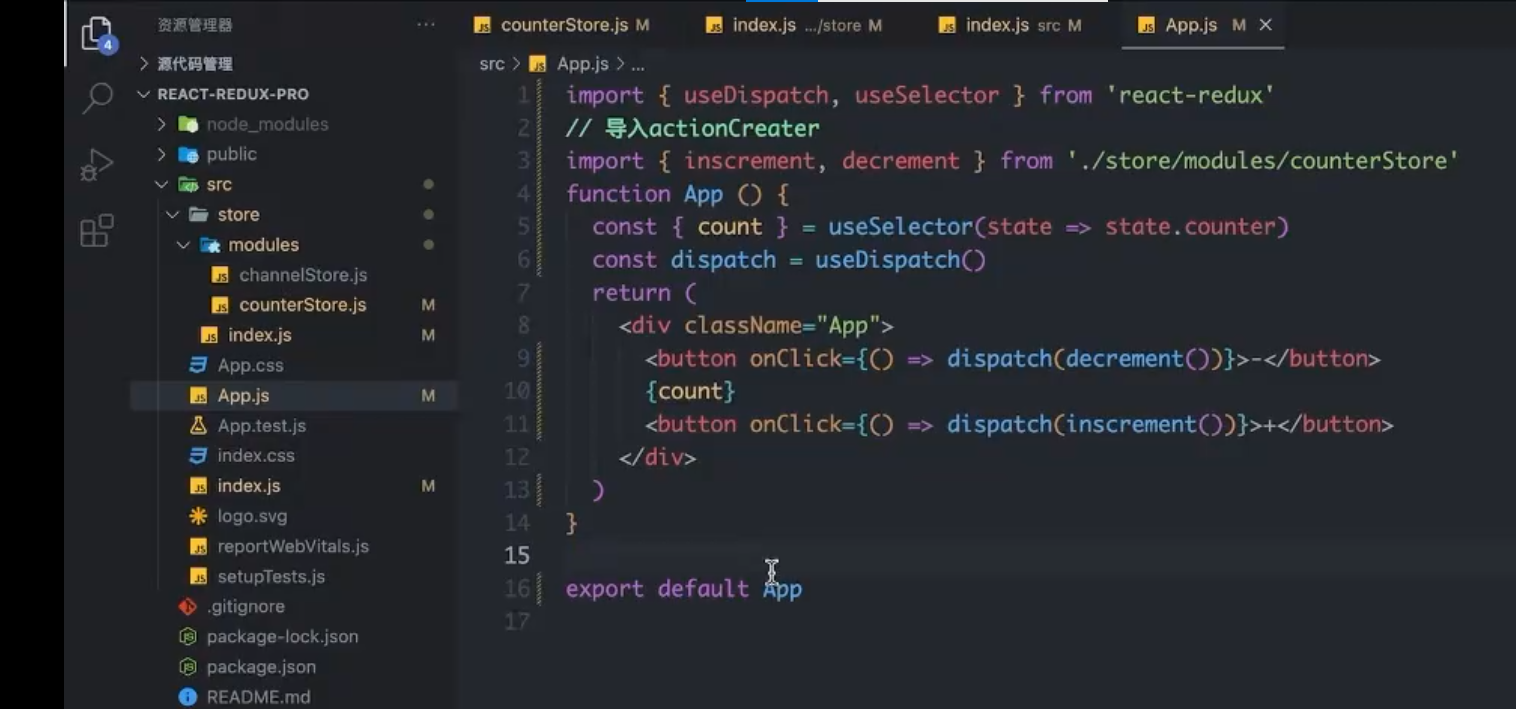 资源管理器 ···
counterStore.js M
index.js .../store M
index.js src M
App.js M
4
源代码管理
REACT-REDUX-PRO
node_modules
public
src
store
modules
channelStore.js
counterStore.js M
index.js M
App.css
App.js M
App.test.js
index.css
index.js M
logo.svg
reportWebVitals.js
setupTests.js
.gitignore
package-lock.json
package.json
README.md
src > App.js > ...
1 import { useDispatch, useSelector } from 'react-redux'
2 // 导入actionCreater
3 import { inscrement, decrement } from './store/modules/counterStore'
4 function App () {
5 const { count } = useSelector(state => state.counter)
6 const dispatch = useDispatch()
7 return (
8 <div className="App">
9 <button onClick={() => dispatch(decrement())}>-</button>
10 {count}
11 <button onClick={() => dispatch(inscrement())}>+</button>
12 </div>
13 )
14 }
15
16 export default App
17